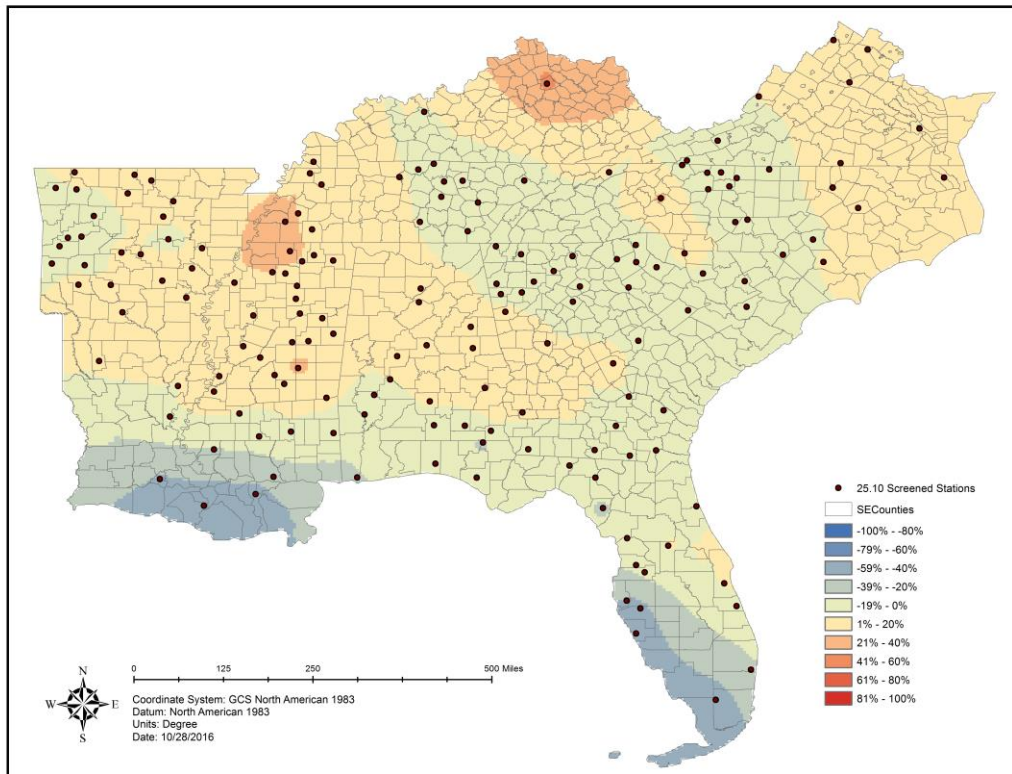 25.10 Screened Stations
SECounties
-100% - -80%
-79% - -60%
-59% - -40%
-39% - -20%
-19% - 0%
1% - 20%
21% - 40%
41% - 60%
61% - 80%
81% - 100%
N
W E
S
0 125 250 500 Miles
Coordinate System: GCS North American 1983
Datum: North American 1983
Units: Degree
Date: 10/28/2016